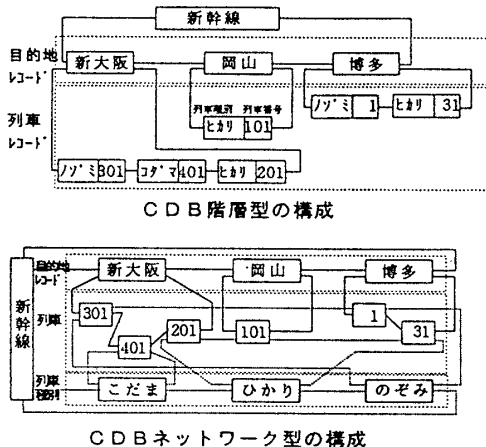 新幹線
目的地
レコード
新大阪
岡山
博多
列車種別 列車番号
ヒカリ 101
ノゾミ 1
ヒカリ 31
列車
レコード
ノゾミ 301
コダマ 401
ヒカリ 201
CDB階層型の構成
新幹線
目的地
レコード
新大阪
岡山
博多
列車
301
401
201
101
1
31
列車
種別
こだま
ひかり
のぞみ
CDBネットワーク型の構成